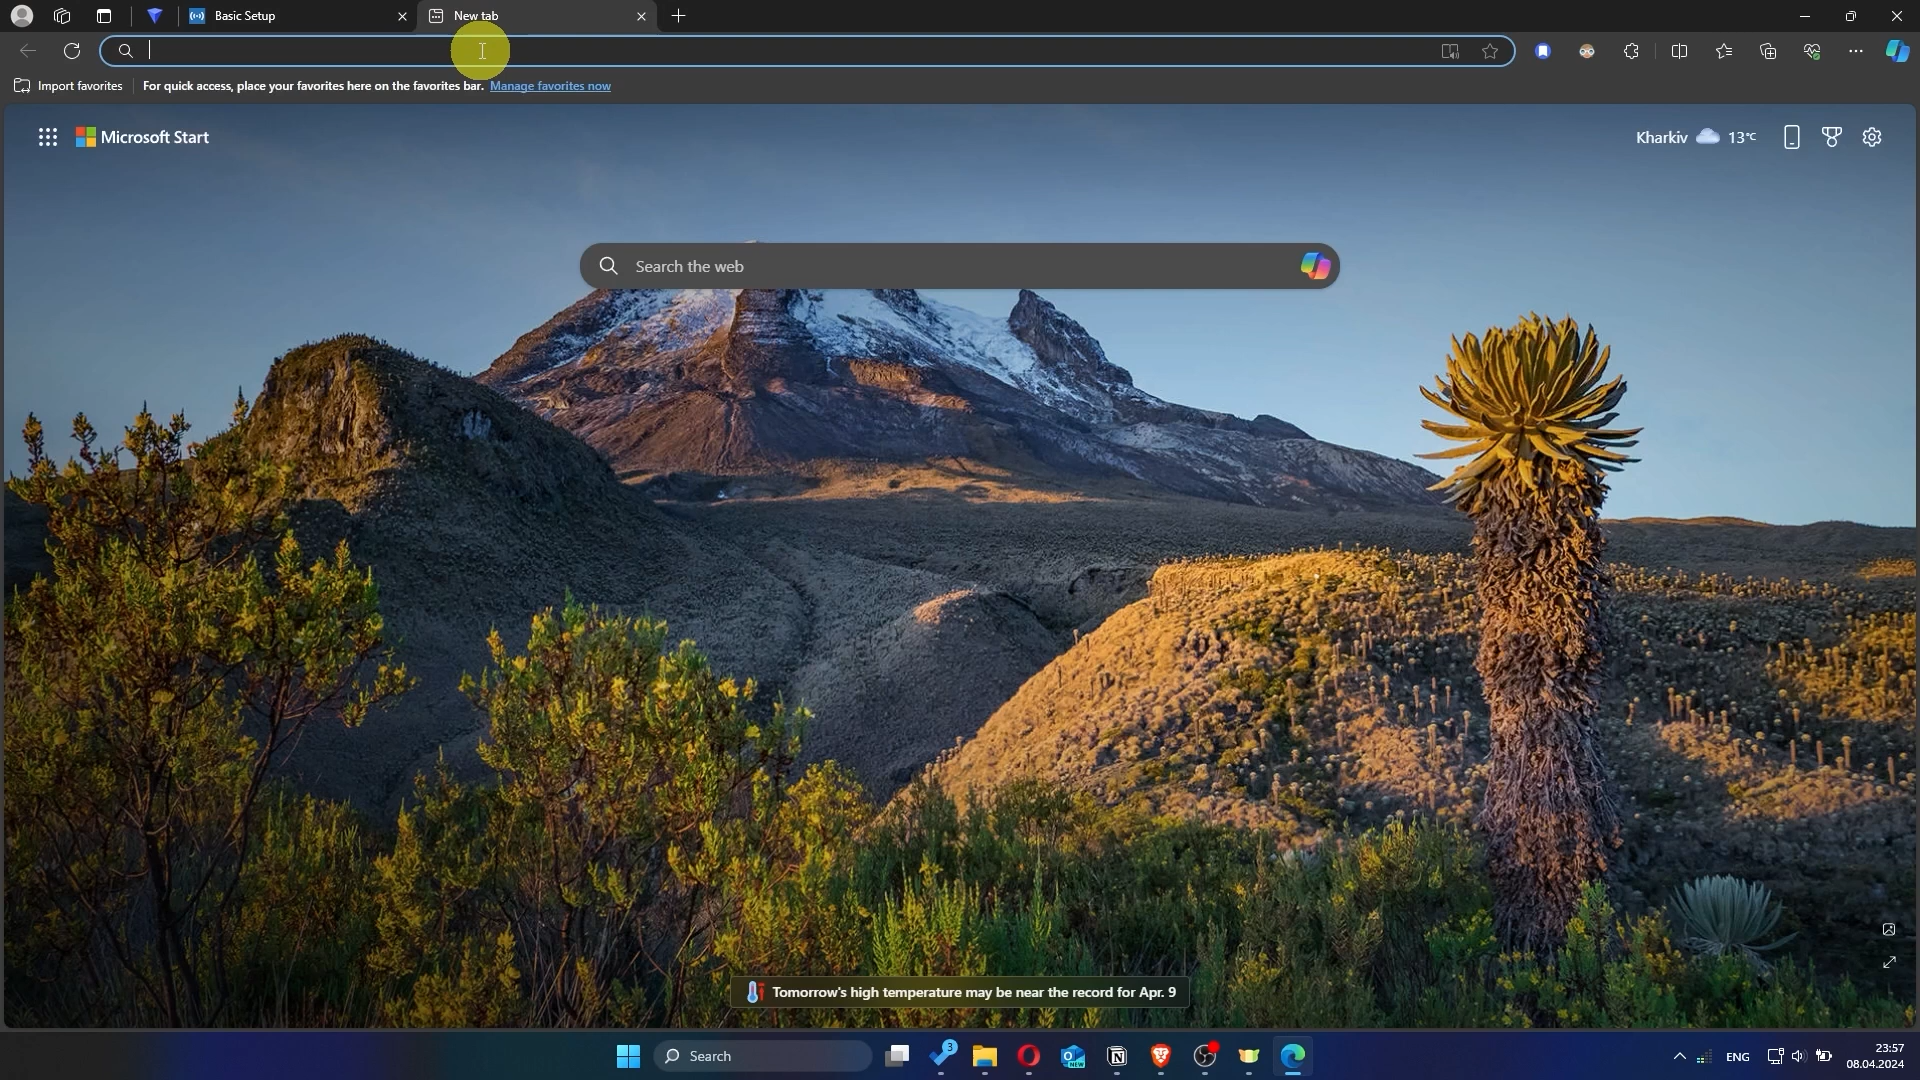 Basic Setup
New tab
Import favorites
For quick access, place your favorites here on the favorites bar. Manage favorites now
Microsoft Start
Kharkiv 13°C
Search the web
Tomorrow's high temperature may be near the record for Apr. 9
Search
3
NEW
ENG
23:57
08.04.2024